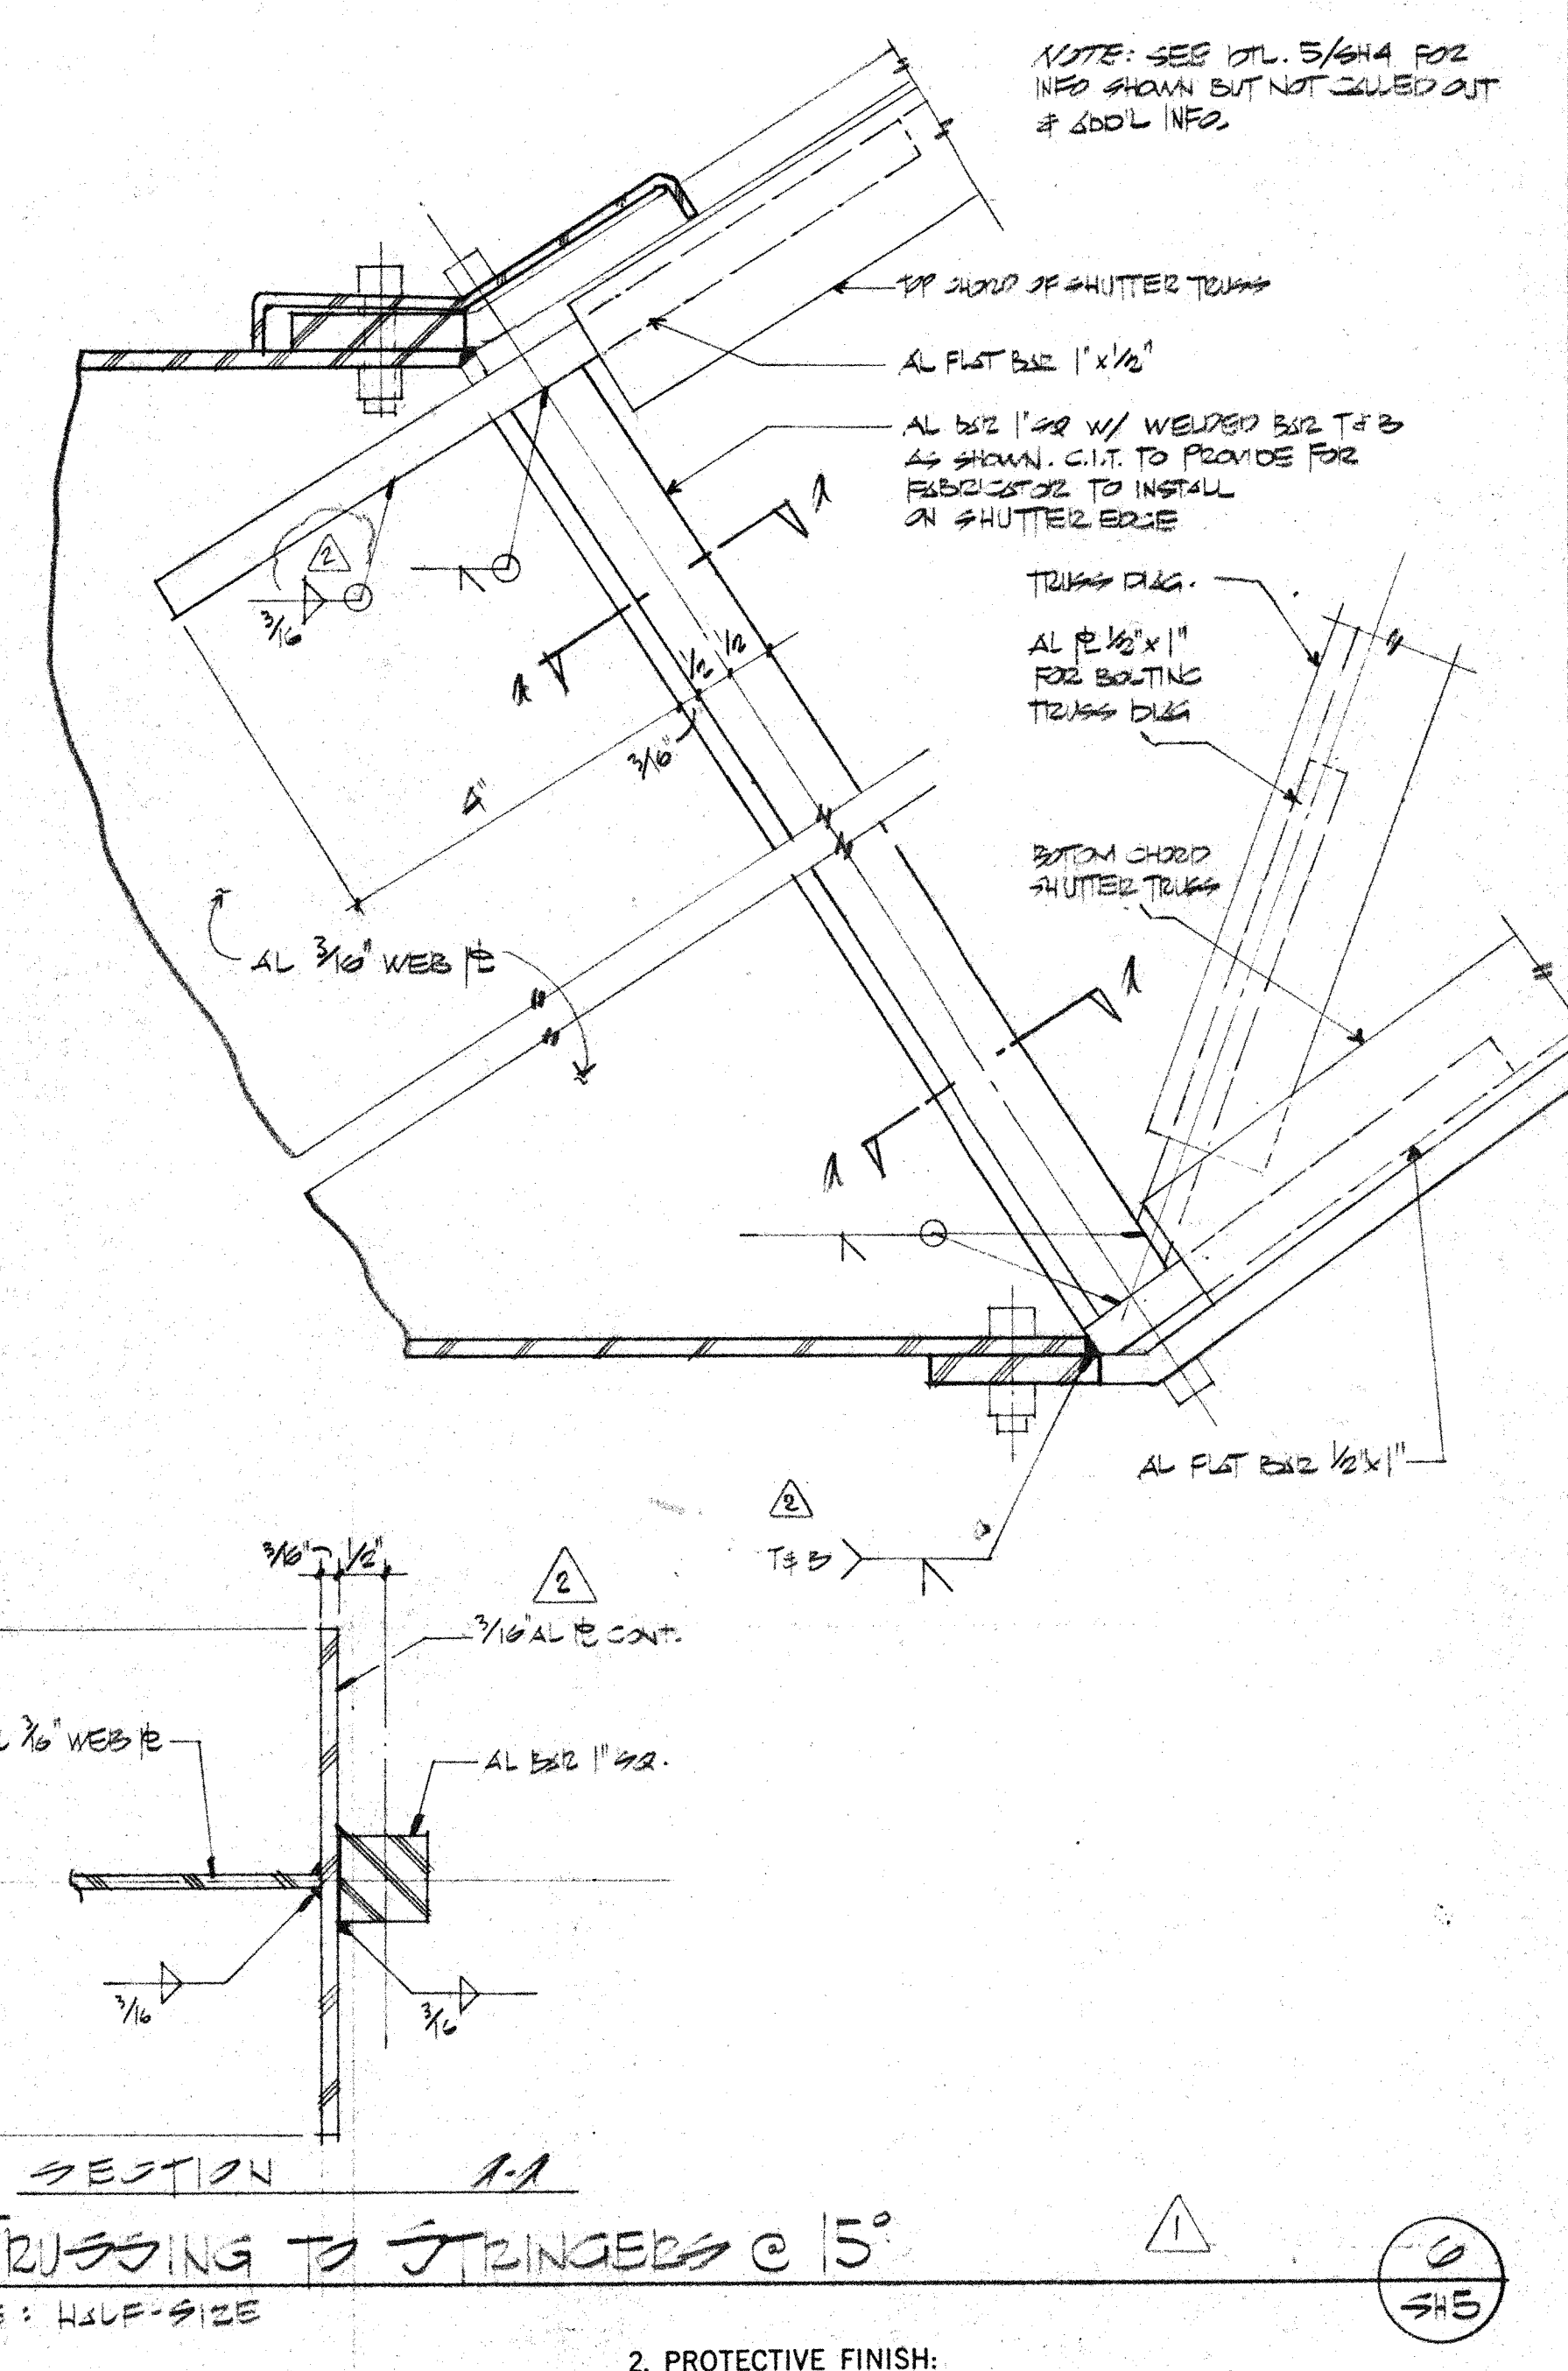 NOTE: SEE DTL. 5/SH4 FOR
INFO SHOWN BUT NOT CALLED OUT
& ADD'L INFO.
TOP CHORD OF SHUTTER TRUSS
AL FLAT BAR 1" x 1/2"
AL BAR 1" SQ W/ WELDED BAR T & B
AS SHOWN. C.I.T. TO PROVIDE FOR
FABRICATOR TO INSTALL
ON SHUTTER EDGE
1
2
3/16
TRUSS DIAG.
AL PL 1/2" x 1"
FOR BOLTING
TRUSS DIAG
1
1/2 1/2
3/16"
4"
BOTTOM CHORD
SHUTTER TRUSS
AL 3/16" WEB PL
1
1
AL FLAT BAR 1/2" x 1"
2
T & B
3/16" 1/2"
2
3/16" AL PL CONT.
3/16" WEB PL
AL BAR 1" SQ.
3/16
3/16
SECTION 1-1
RUSSING TO STRINGERS @ 15°
1
6
SH5
: HALF-SIZE
2. PROTECTIVE FINISH: